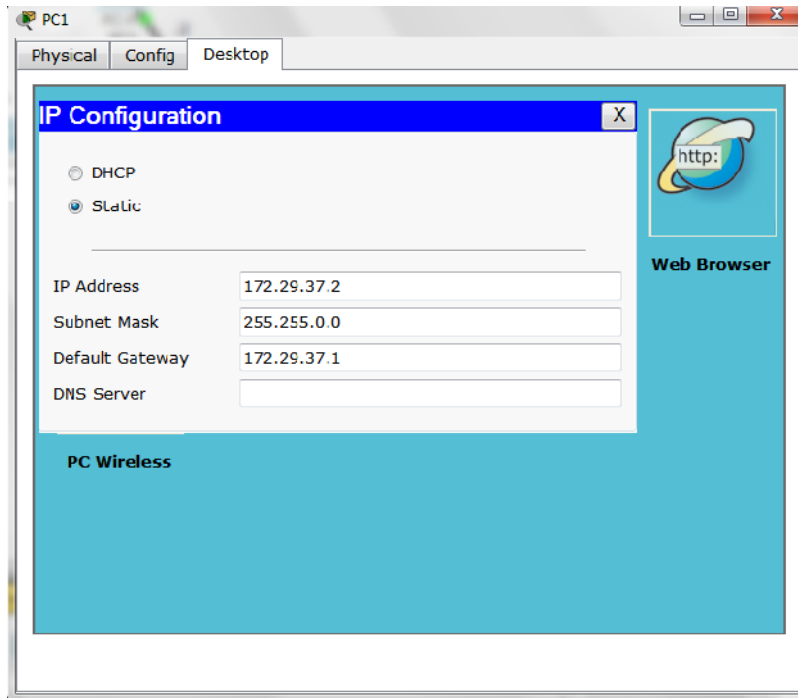 PC1
Physical Config Desktop
IP Configuration X
DHCP
Static
http:
Web Browser
IP Address 172.29.37.2
Subnet Mask 255.255.0.0
Default Gateway 172.29.37.1
DNS Server
PC Wireless